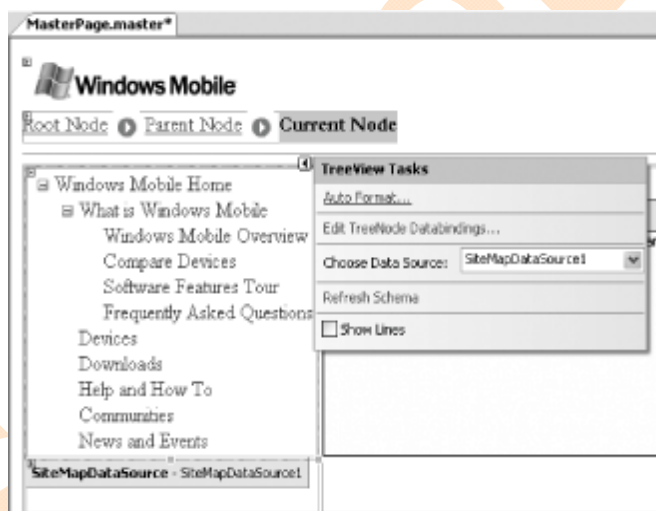 MasterPage.master*
Windows Mobile
Root Node Parent Node Current Node
Windows Mobile Home
What is Windows Mobile
Windows Mobile Overview
Compare Devices
Software Features Tour
Frequently Asked Questions
Devices
Downloads
Help and How To
Communities
News and Events
SiteMapDataSource - SiteMapDataSource1
TreeView Tasks
Auto Format...
Edit TreeNode Databindings...
Choose Data Source: SiteMapDataSource1
Refresh Schema
Show Lines